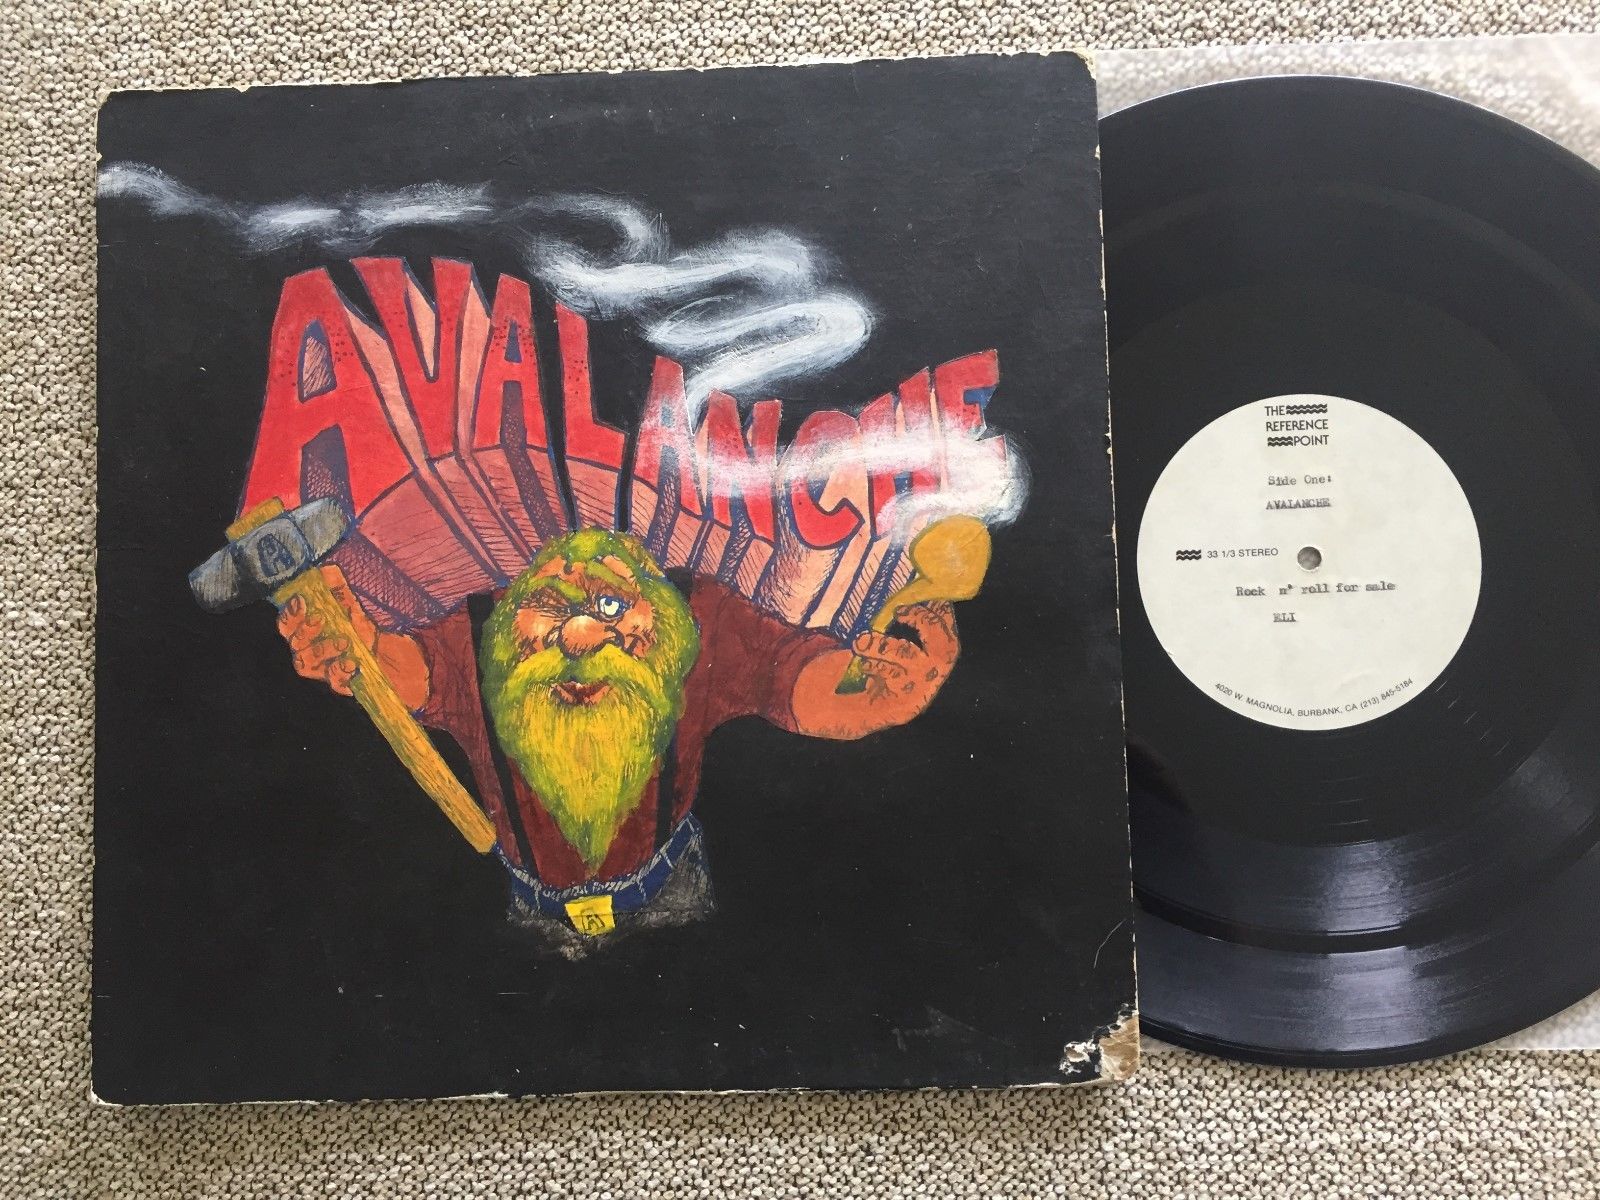 AVALANCHE
A
A
THE
REFERENCE
POINT
Side One:
AVALANCHE
33 1/3 STEREO
Rock n' roll for sale
ELI
4020 W. MAGNOLIA, BURBANK, CA (213) 845-5184